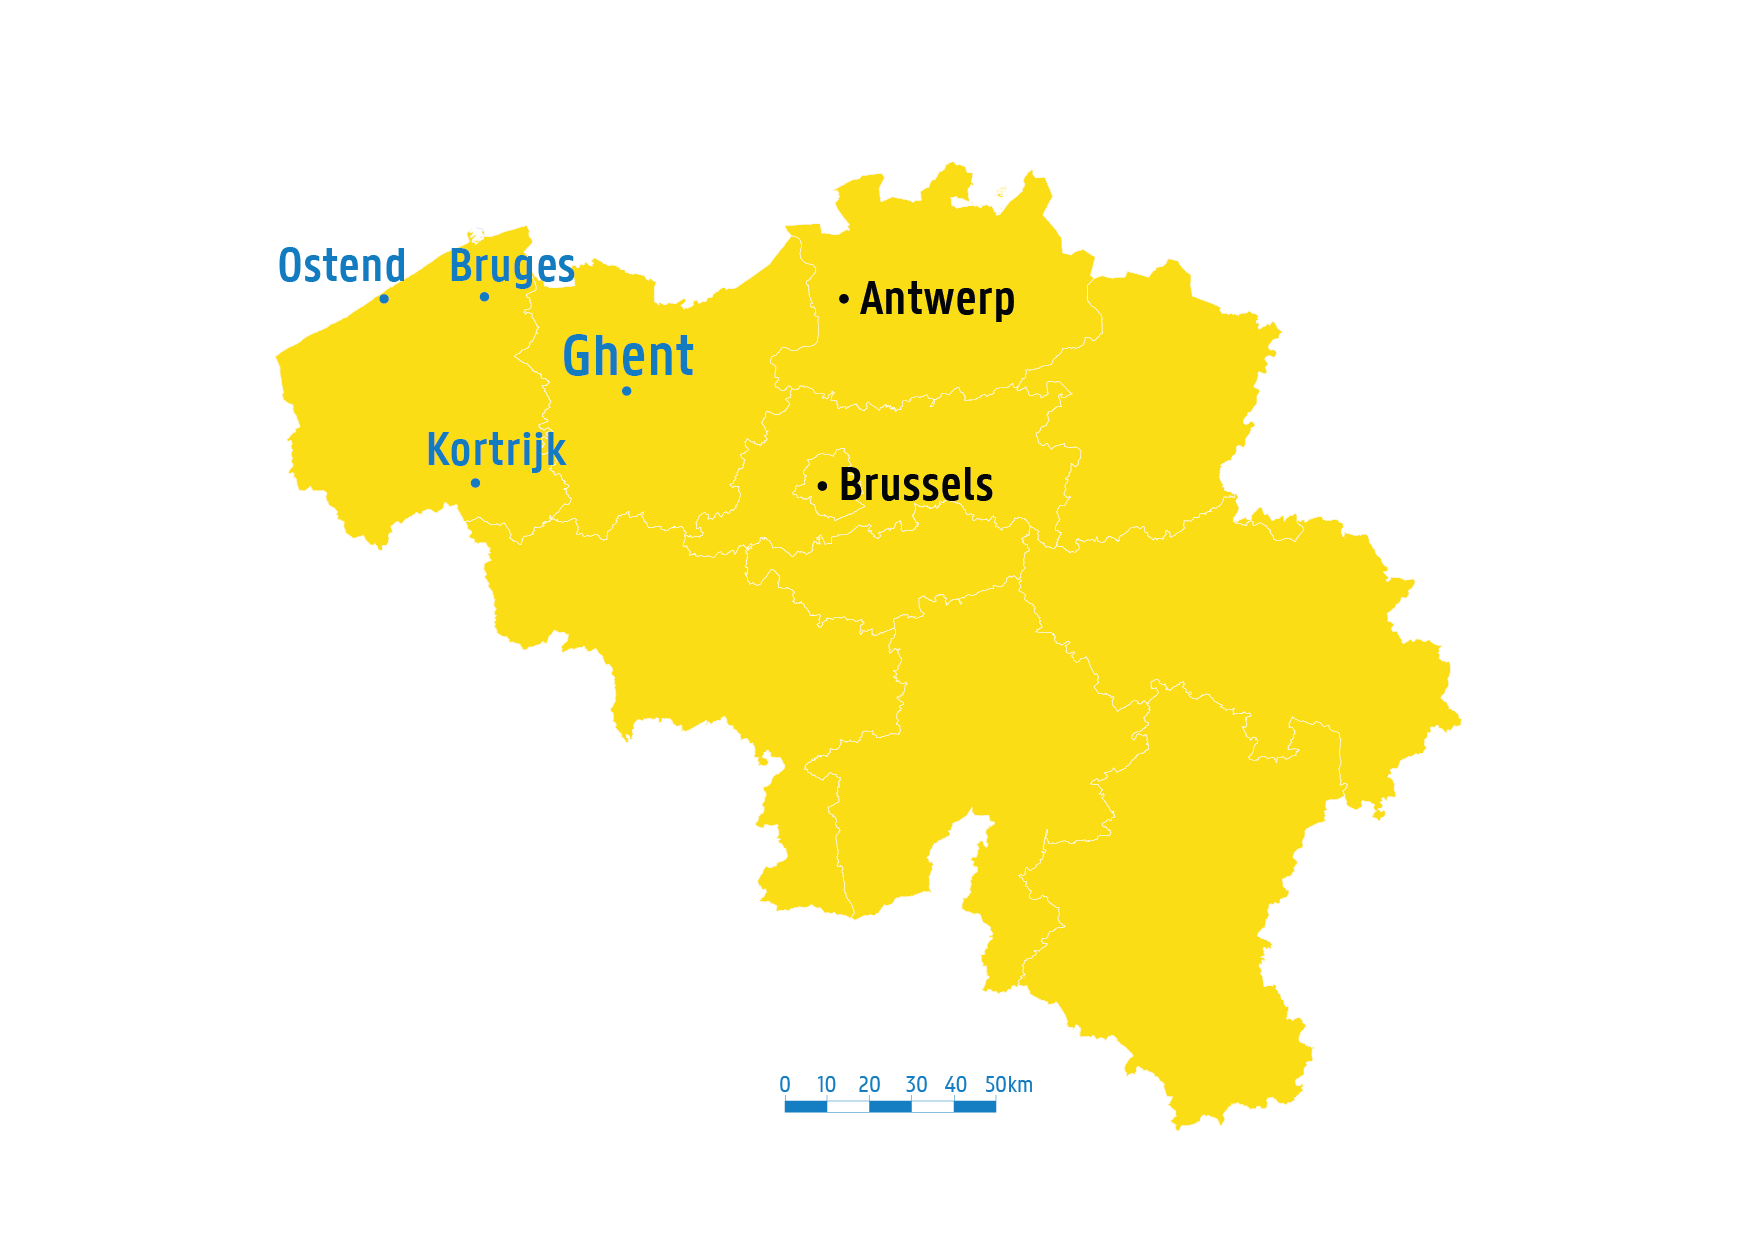 Ostend
Bruges
Antwerp
Ghent
Kortrijk
Brussels
0 10 20 30 40 50km